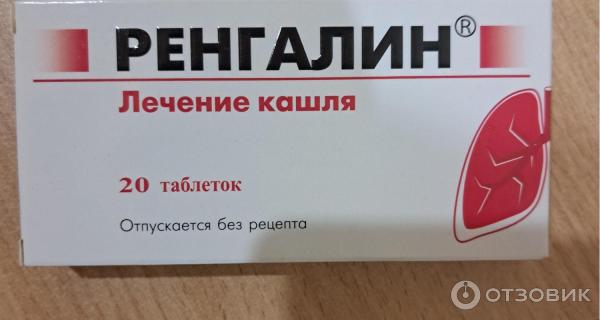 РЕНГАЛИН®
Лечение кашля
20 таблеток
Отпускается без рецепта
ОТЗОВИК